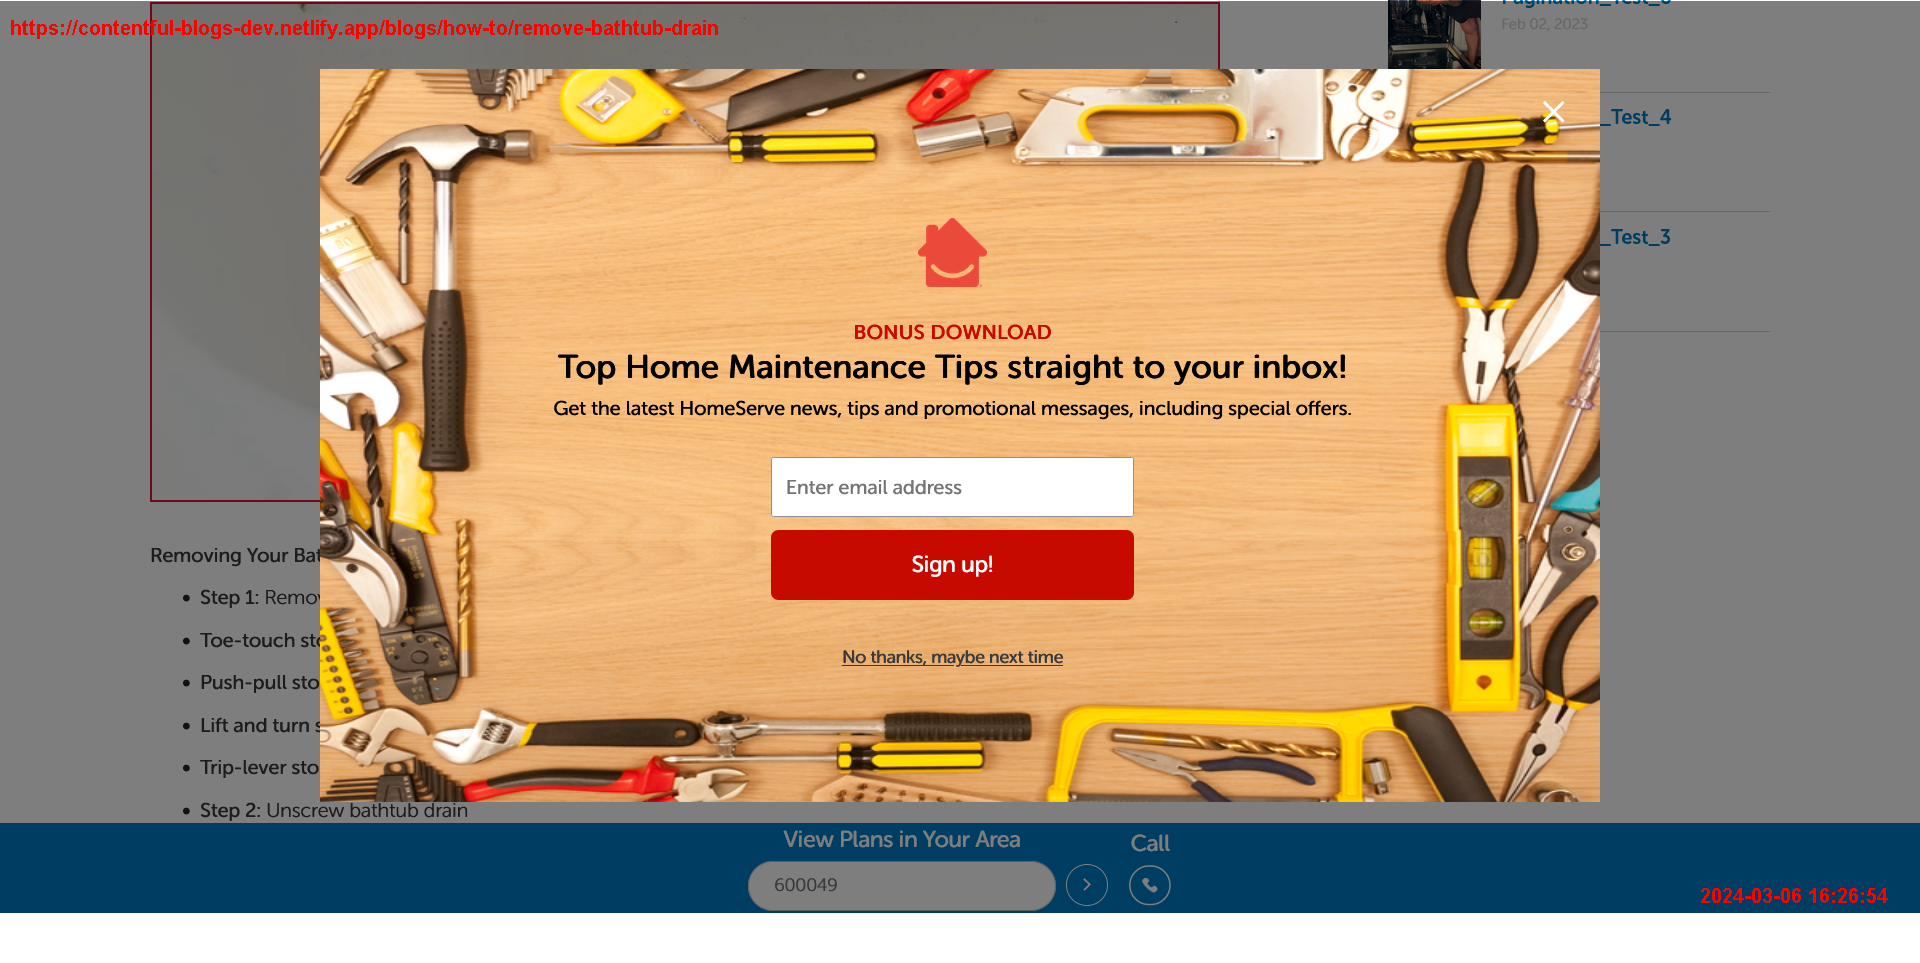 https://contentful-blogs-dev.netlify.app/blogs/how-to/remove-bathtub-drain
Feb 02, 2023
_Test_4
_Test_3
BONUS DOWNLOAD
Top Home Maintenance Tips straight to your inbox!
Get the latest HomeServe news, tips and promotional messages, including special offers.
Enter email address
Sign up!
No thanks, maybe next time
Removing Your Bat
Step 1: Remov
Toe-touch sto
Push-pull sto
Lift and turn s
Trip-lever sto
Step 2: Unscrew bathtub drain
View Plans in Your Area
Call
600049
2024-03-06 16:26:54